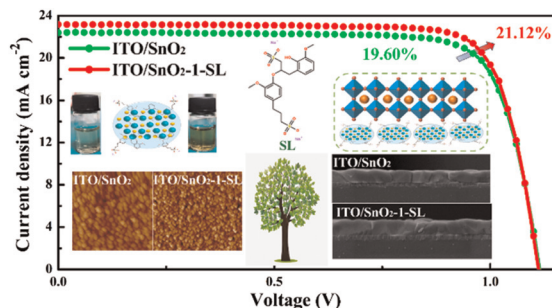 28
24
20
16
12
8
4
0
Current density (mA cm⁻²)
ITO/SnO₂
ITO/SnO₂-1-SL
19.60%
21.12%
SL
ITO/SnO₂
ITO/SnO₂-1-SL
ITO/SnO₂
ITO/SnO₂-1-SL
0.0
0.5
1.0
Voltage (V)